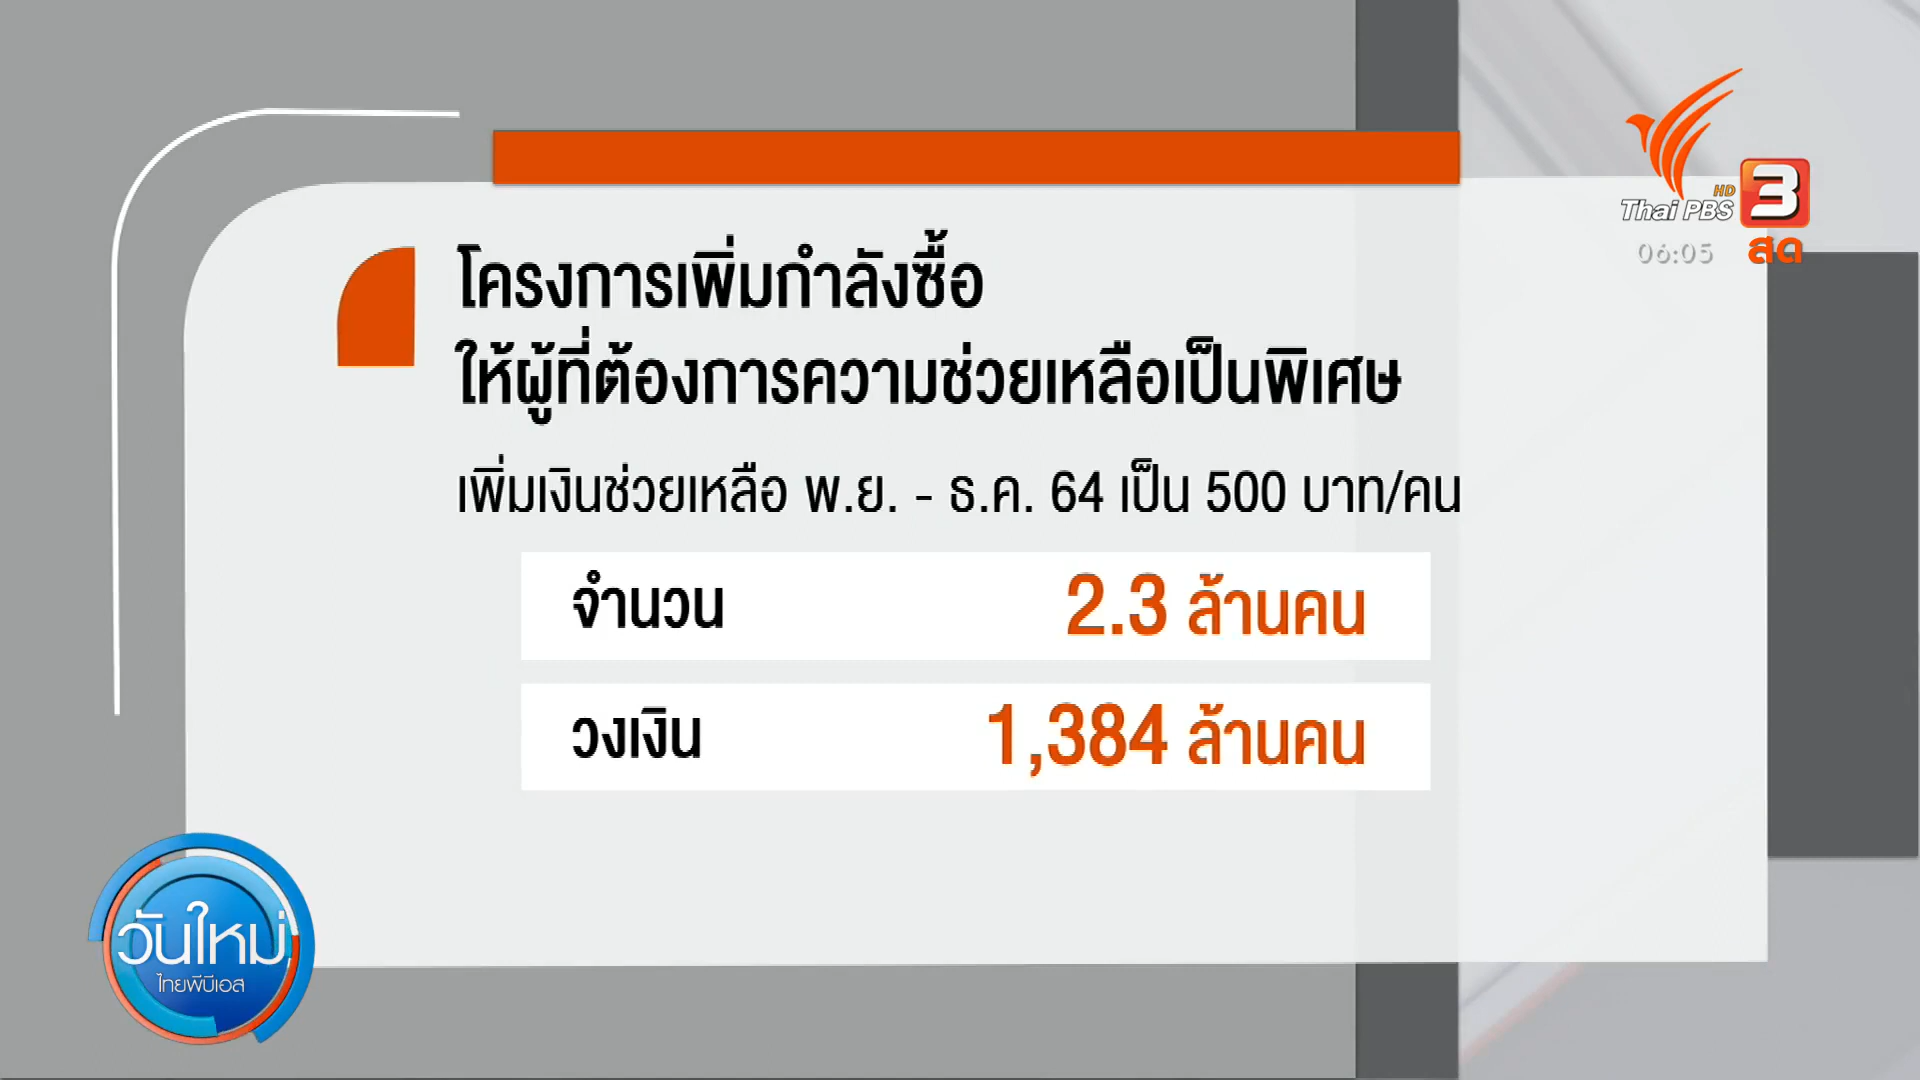 โครงการเพิ่มกำลังซื้อ
ให้ผู้ที่ต้องการความช่วยเหลือเป็นพิเศษ
เพิ่มเงินช่วยเหลือ พ.ย. - ธ.ค. 64 เป็น 500 บาท/คน
จำนวน 2.3 ล้านคน
วงเงิน 1,384 ล้านคน
HD
Thai PBS 3
06:05 สด
วันใหม่
ไทยพีบีเอส